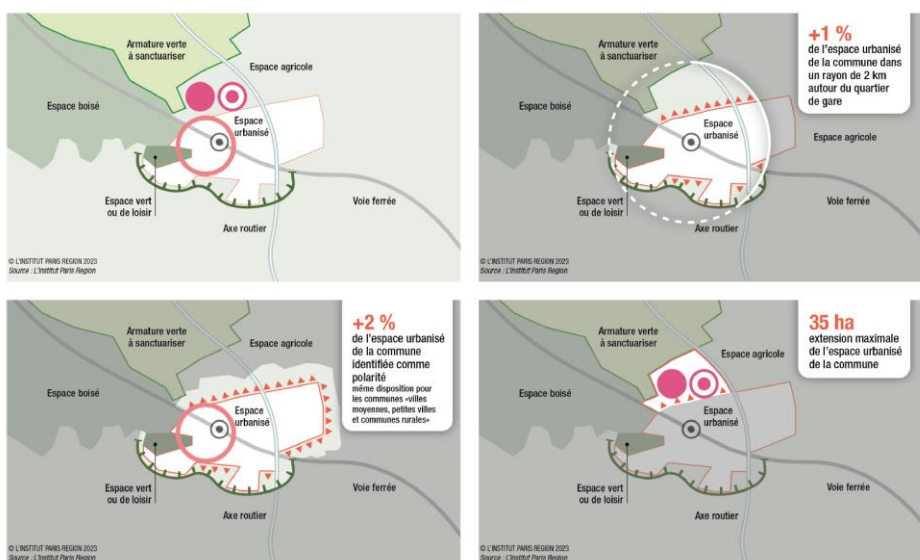 Armature verte
à sanctuariser
Espace agricole
Espace boisé
Espace
urbanisé
Espace vert
ou de loisir
Voie ferrée
Axe routier
© L'INSTITUT PARIS REGION 2023
Source : L'Institut Paris Region
+1 %
de l'espace urbanisé
de la commune dans
un rayon de 2 km
autour du quartier
de gare
Armature verte
à sanctuariser
Espace boisé
Espace
urbanisé
Espace agricole
Espace vert
ou de loisir
Voie ferrée
Axe routier
© L'INSTITUT PARIS REGION 2023
Source : L'Institut Paris Region
+2 %
de l'espace urbanisé
de la commune
identifiée comme
polarité
même disposition pour
les communes «villes
moyennes, petites villes
et communes rurales»
Armature verte
à sanctuariser
Espace agricole
Espace boisé
Espace
urbanisé
Espace vert
ou de loisir
Voie ferrée
Axe routier
© L'INSTITUT PARIS REGION 2023
Source : L'Institut Paris Region
35 ha
extension maximale
de l'espace urbanisé
de la commune
Armature verte
à sanctuariser
Espace agricole
Espace boisé
Espace
urbanisé
Espace vert
ou de loisir
Voie ferrée
Axe routier
© L'INSTITUT PARIS REGION 2023
Source : L'Institut Paris Region